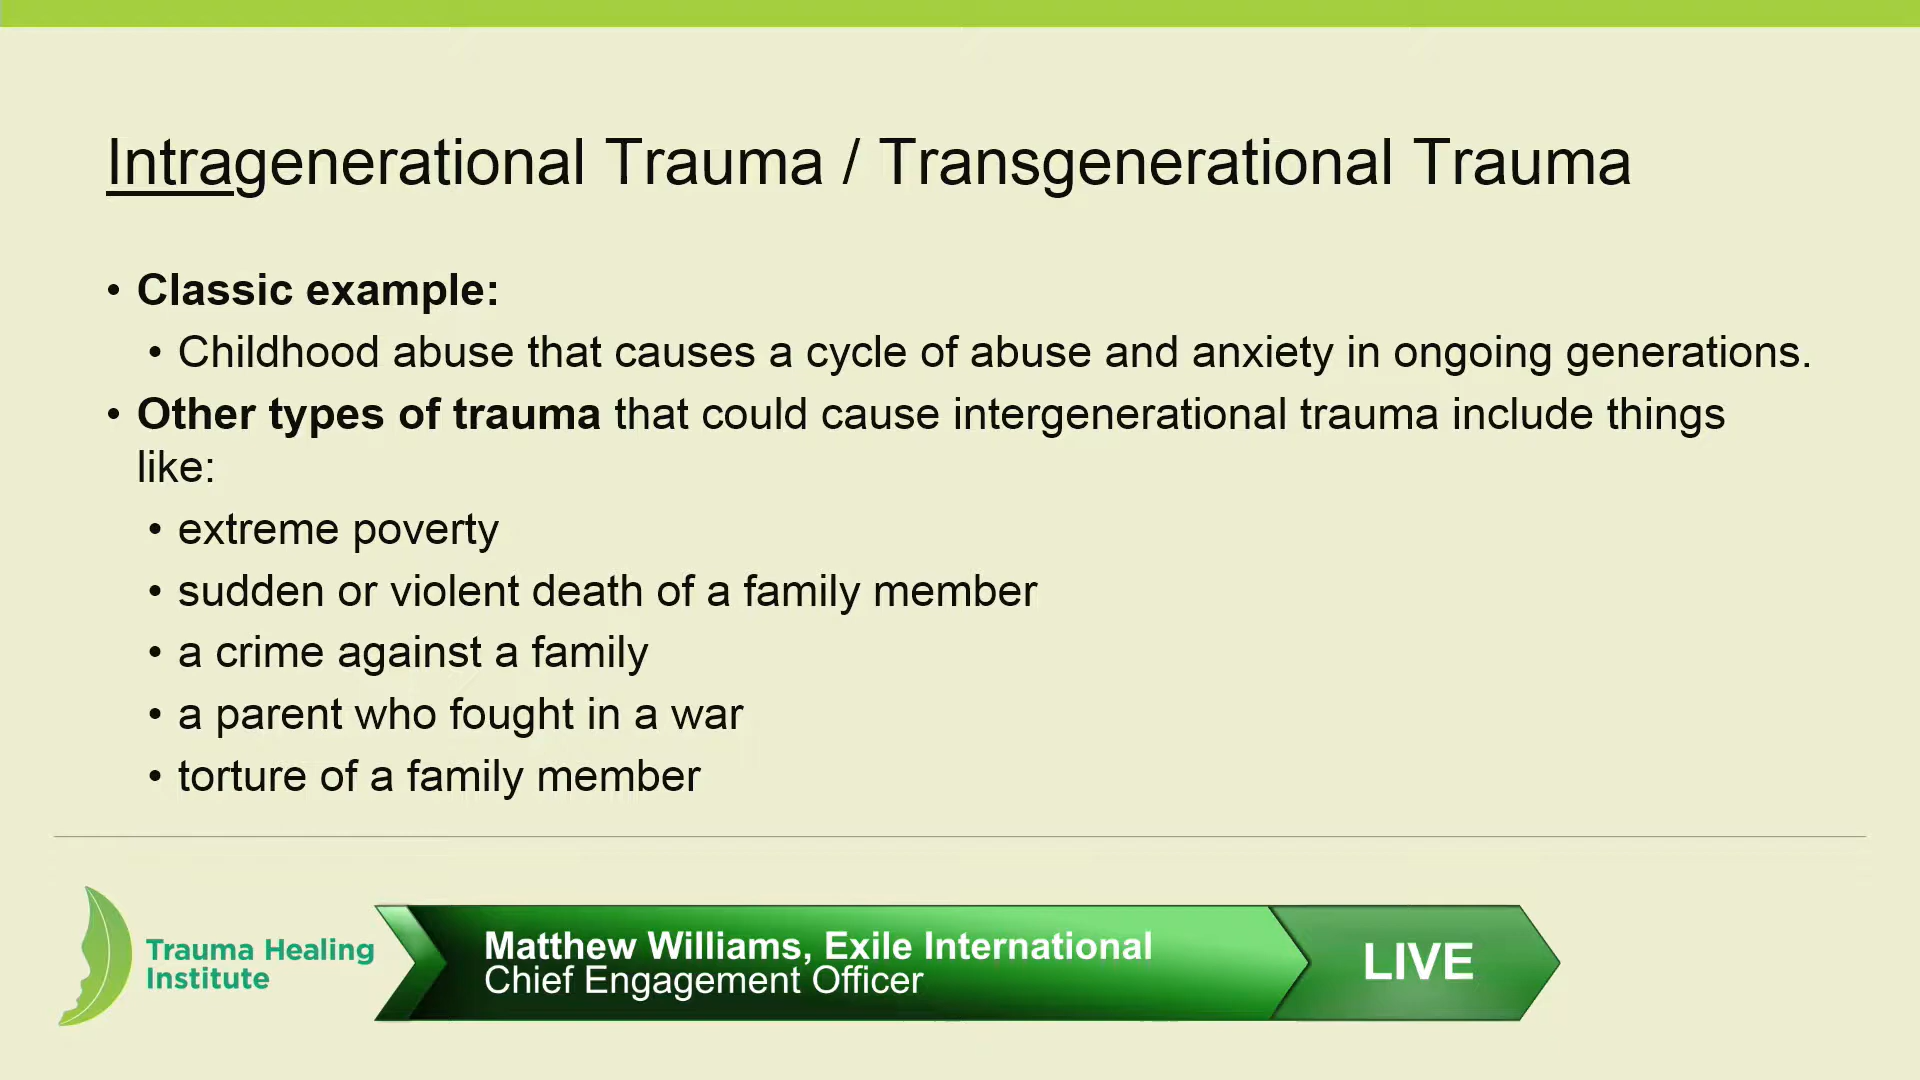 Intragenerational Trauma / Transgenerational Trauma
• Classic example:
• Childhood abuse that causes a cycle of abuse and anxiety in ongoing generations.
• Other types of trauma that could cause intergenerational trauma include things
like:
• extreme poverty
• sudden or violent death of a family member
• a crime against a family
• a parent who fought in a war
• torture of a family member
Trauma Healing
Institute
Matthew Williams, Exile International
Chief Engagement Officer
LIVE